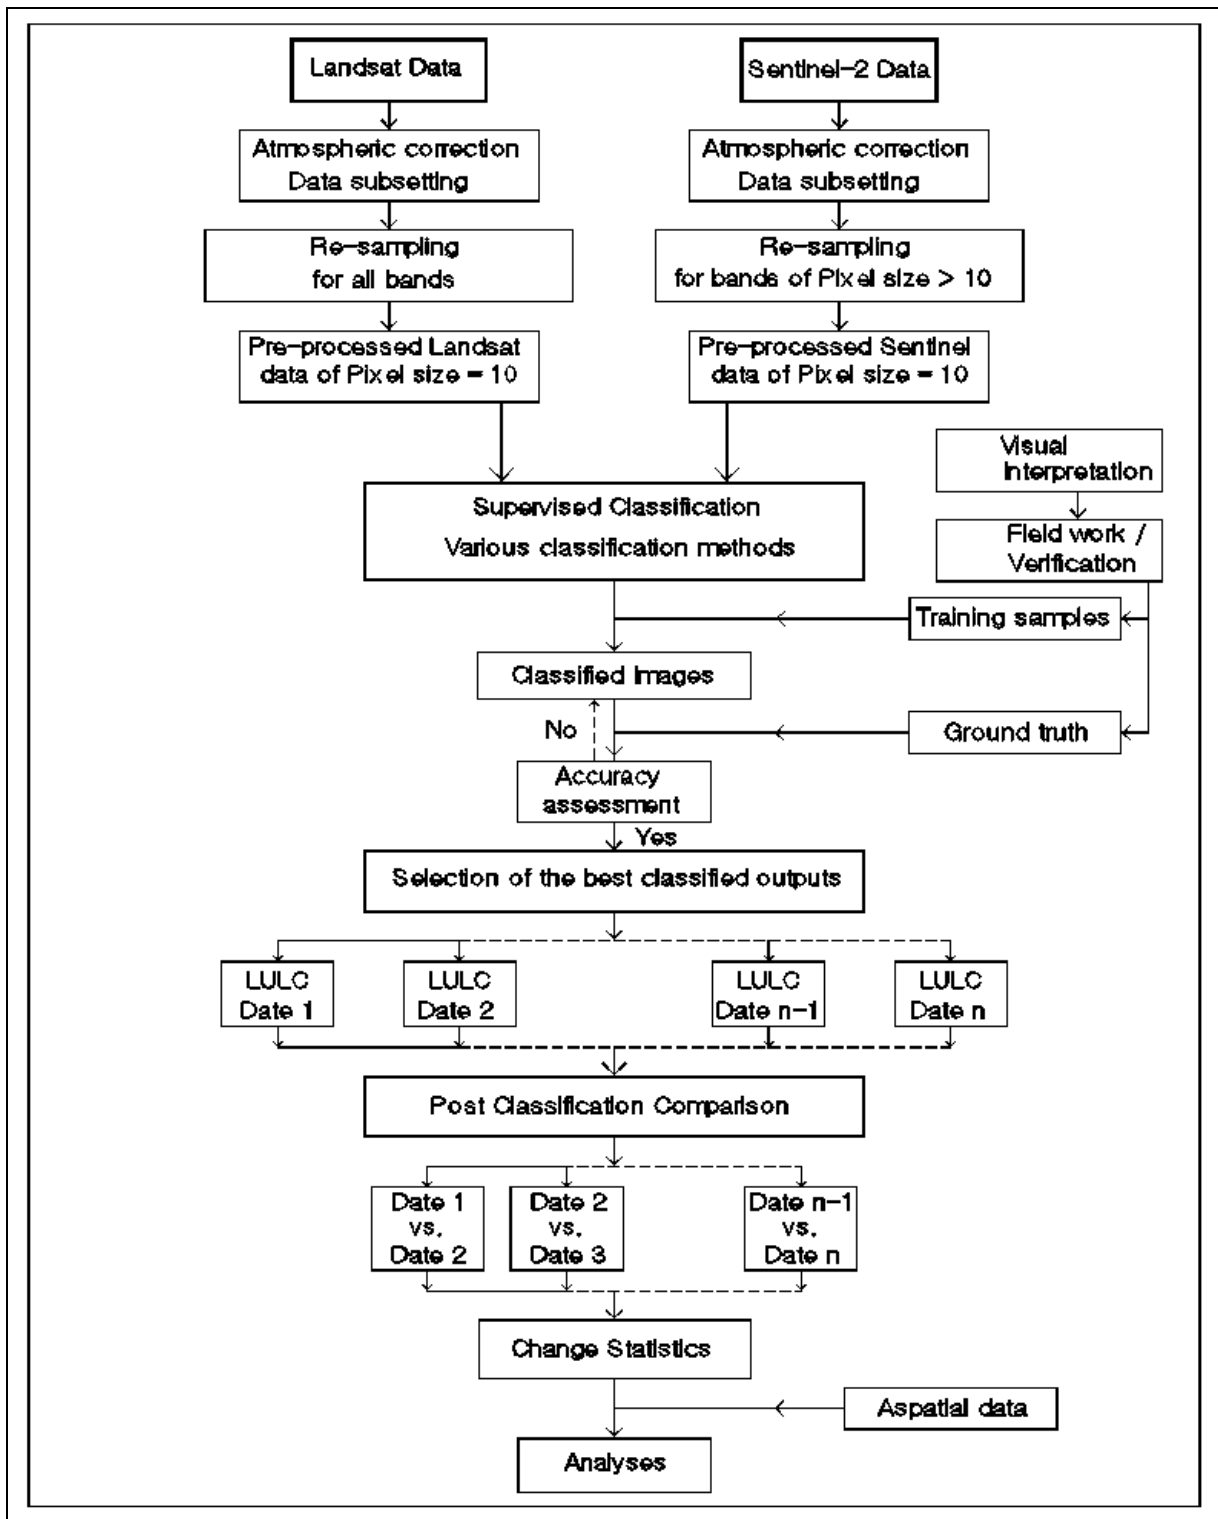 Landsat Data
Sentinel-2 Data
Atmospheric correction
Data subsetting
Atmospheric correction
Data subsetting
Re-sampling
for all bands
Re-sampling
for bands of Pixel size > 10
Pre-processed Landsat
data of Pixel size = 10
Pre-processed Sentinel
data of Pixel size = 10
Visual
Interpretation
Supervised Classification
Various classification methods
Field work /
Verification
Training samples
Classified Images
No
Ground truth
Accuracy
assessment
Yes
Selection of the best classified outputs
LULC
Date 1
LULC
Date 2
LULC
Date n-1
LULC
Date n
Post Classification Comparison
Date 1
vs.
Date 2
Date 2
vs.
Date 3
Date n-1
vs.
Date n
Change Statistics
Aspatial data
Analyses